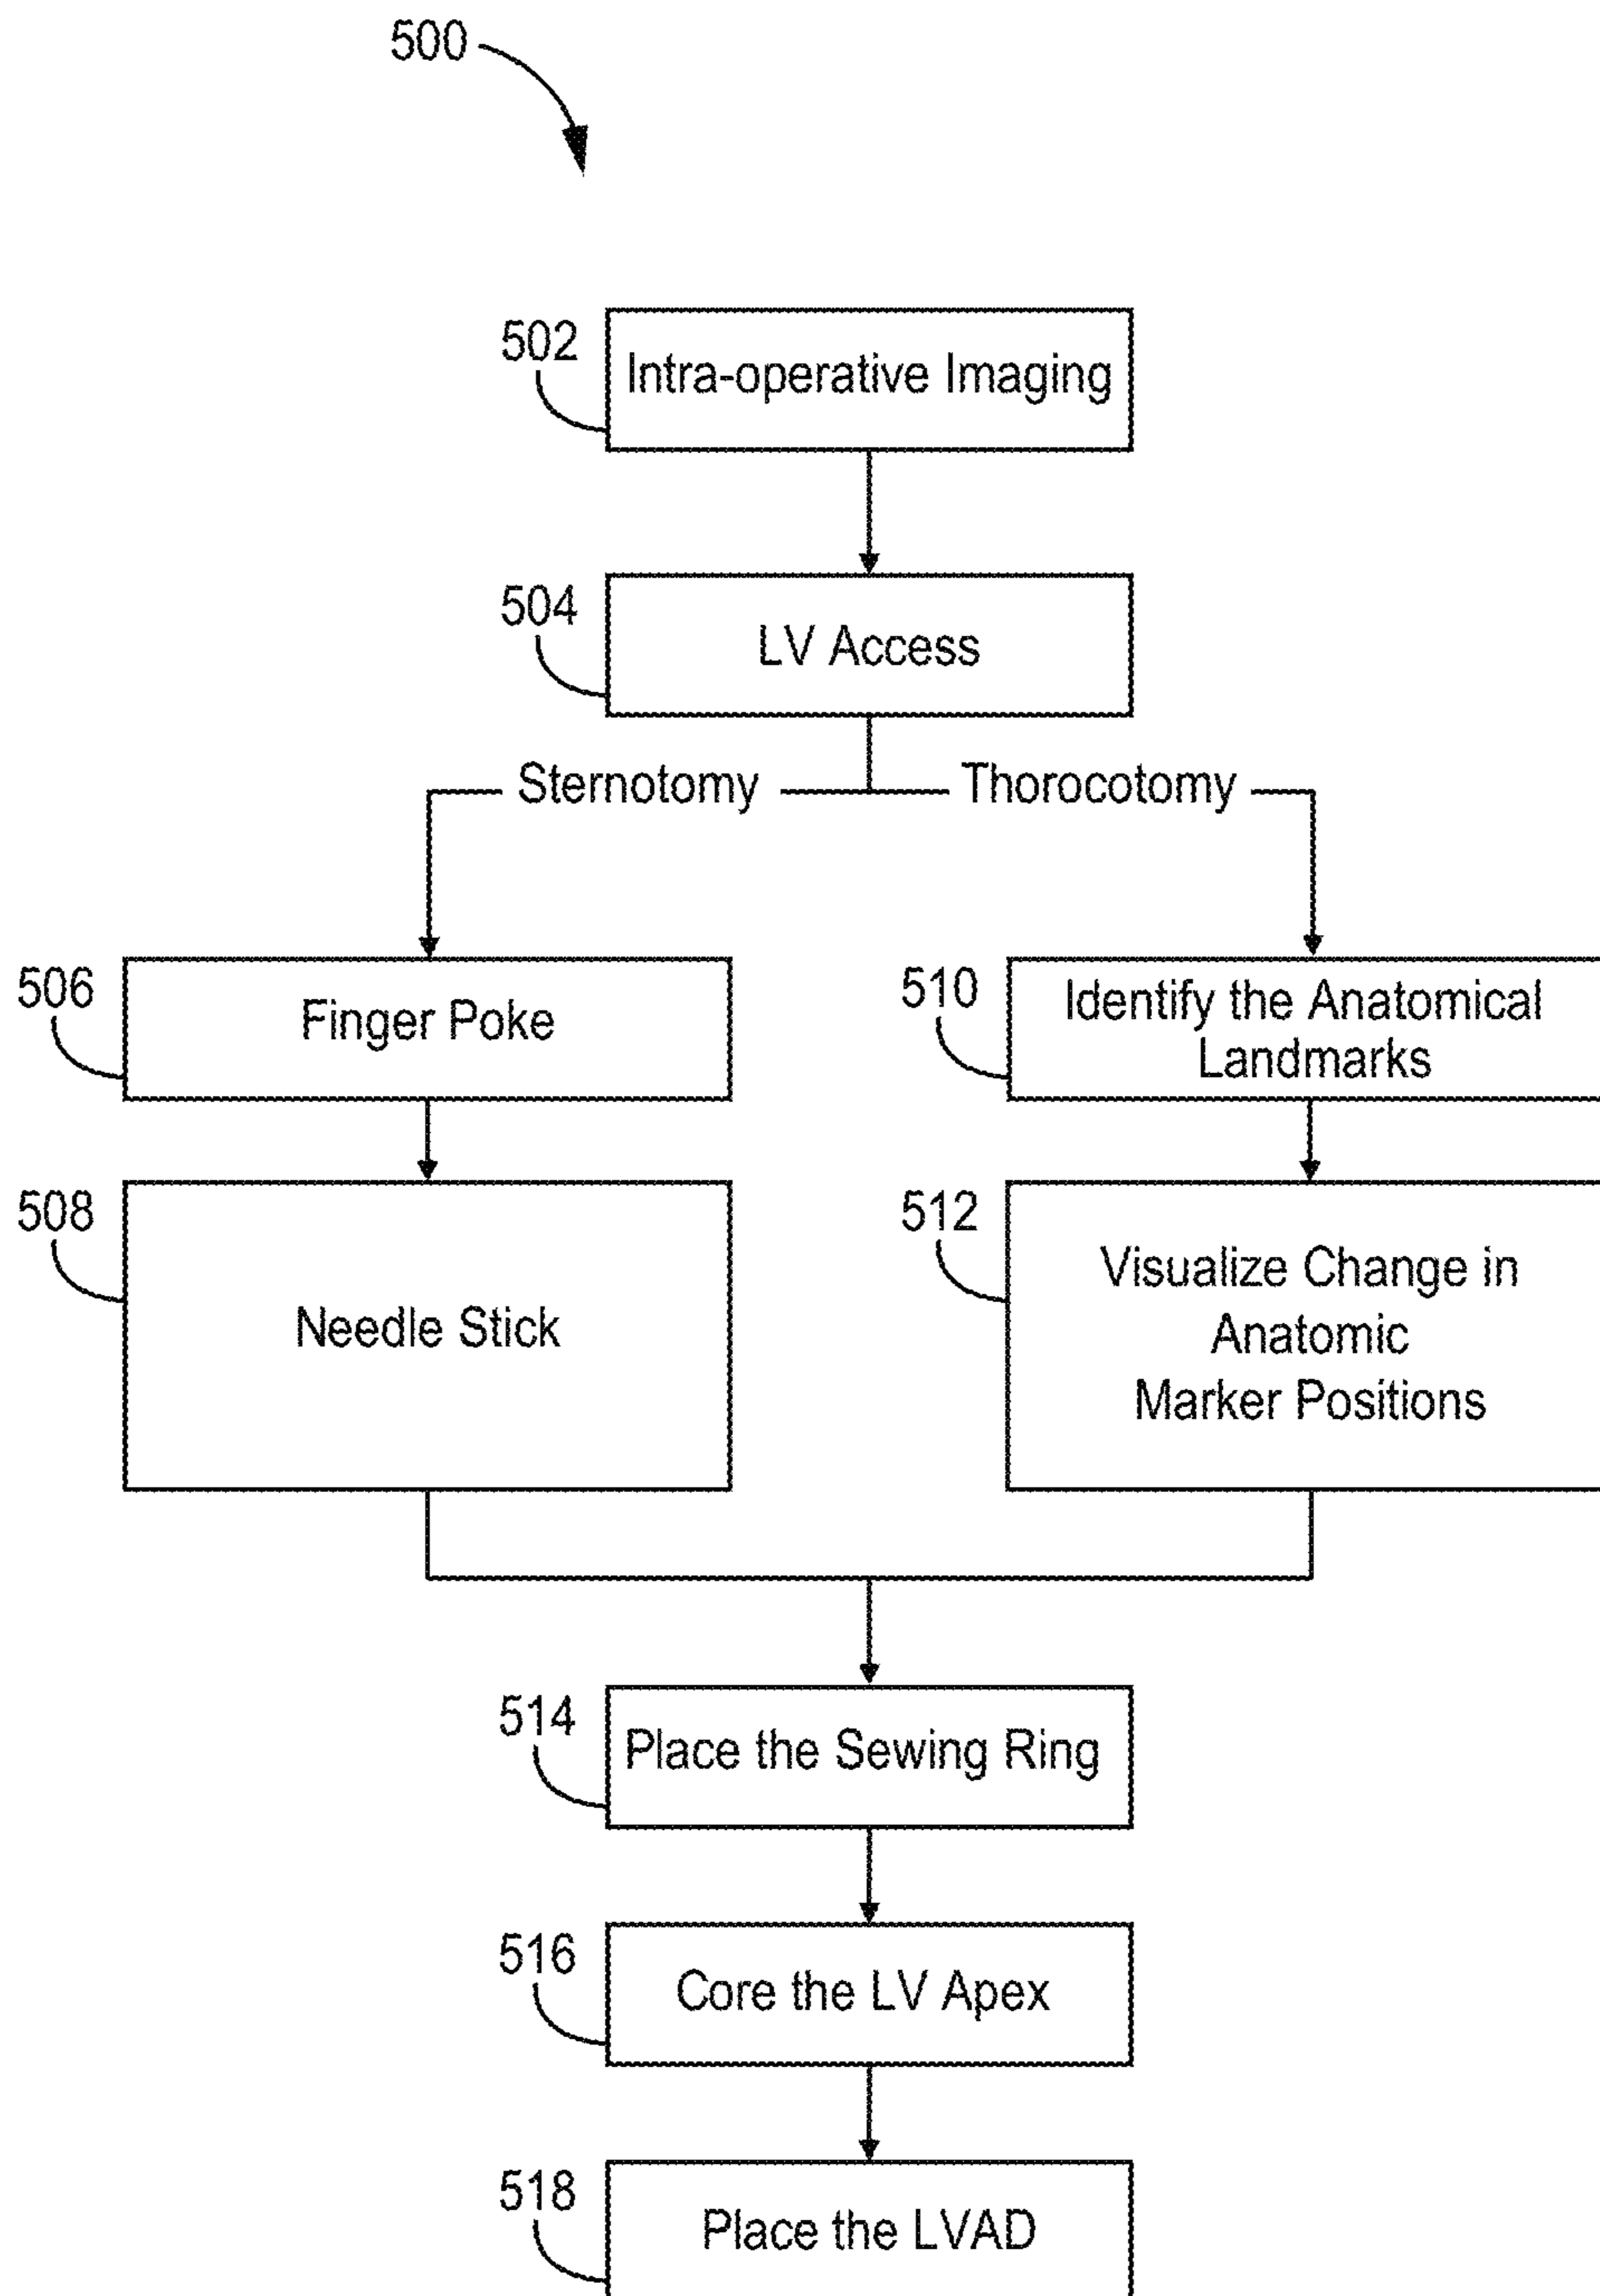 500
502
Intra-operative Imaging
504
LV Access
Sternotomy
Thorocotomy
506
Finger Poke
510
Identify the Anatomical
Landmarks
508
Needle Stick
512
Visualize Change in
Anatomic
Marker Positions
514
Place the Sewing Ring
516
Core the LV Apex
518
Place the LVAD